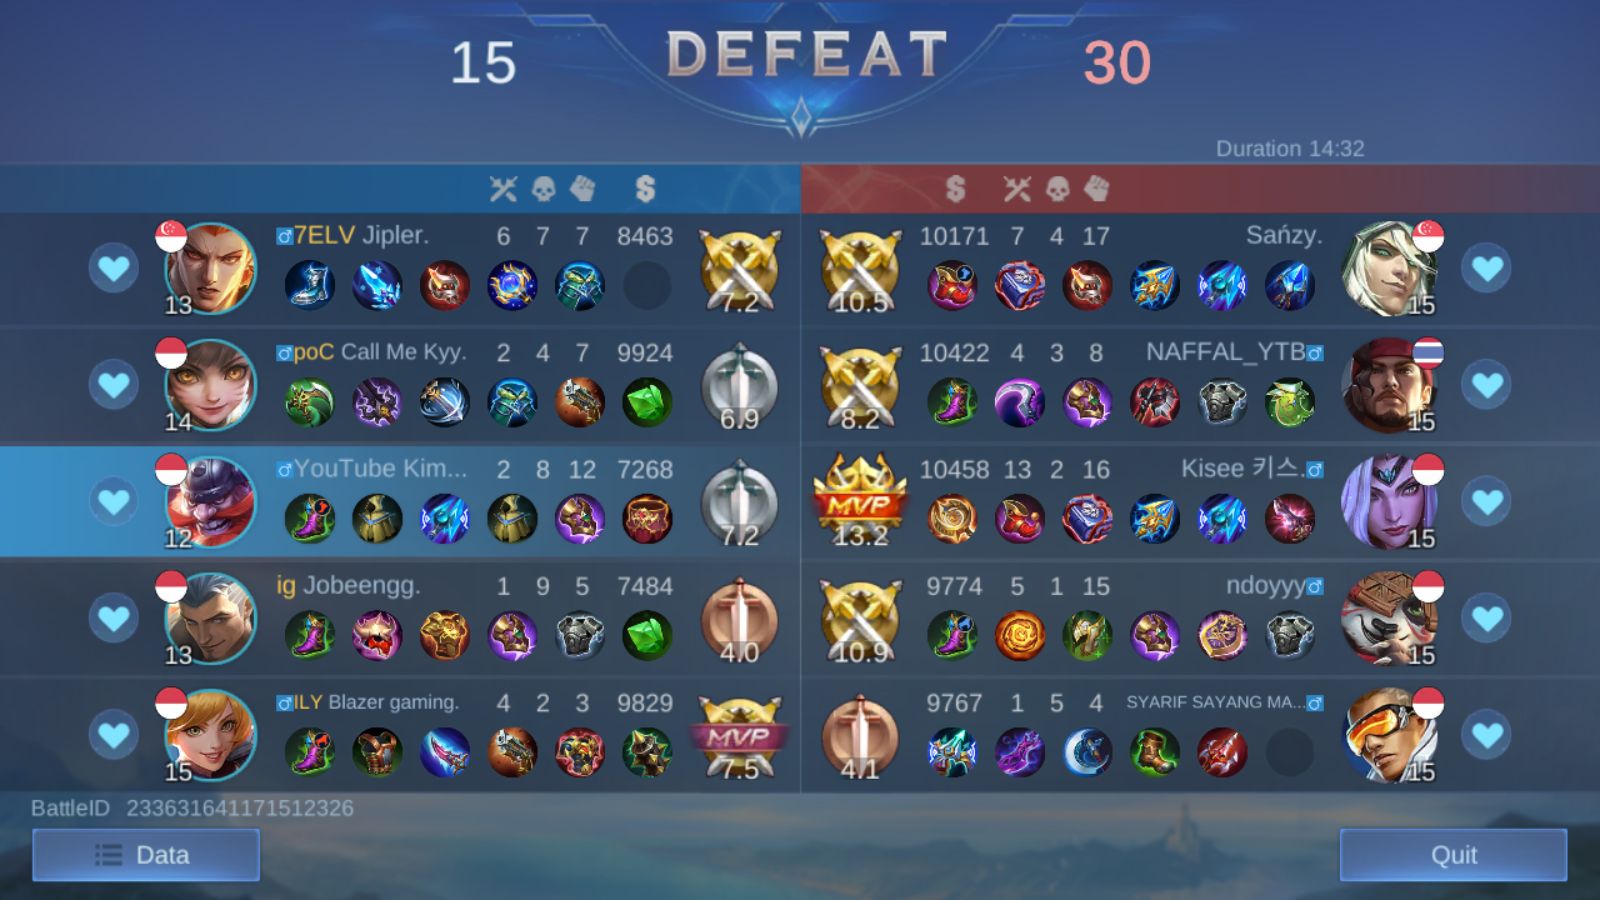 15 DEFEAT 30
Duration 14:32
7ELV Jipler. 6 7 7 8463 7.2 13
10.5 10171 7 4 17 Sańzy. 15
poC Call Me Kyy. 2 4 7 9924 6.9 14
8.2 10422 4 3 8 NAFFAL_YTB 15
YouTube Kim... 2 8 12 7268 7.2 12
MVP 13.2 10458 13 2 16 Kisee 키스. 15
ig Jobeengg. 1 9 5 7484 4.0 13
10.9 9774 5 1 15 ndoyyy 15
ILY Blazer gaming. 4 2 3 9829 MVP 7.5 15
4.1 9767 1 5 4 SYARIF SAYANG MA... 15
BattleID 233631641171512326
Data
Quit